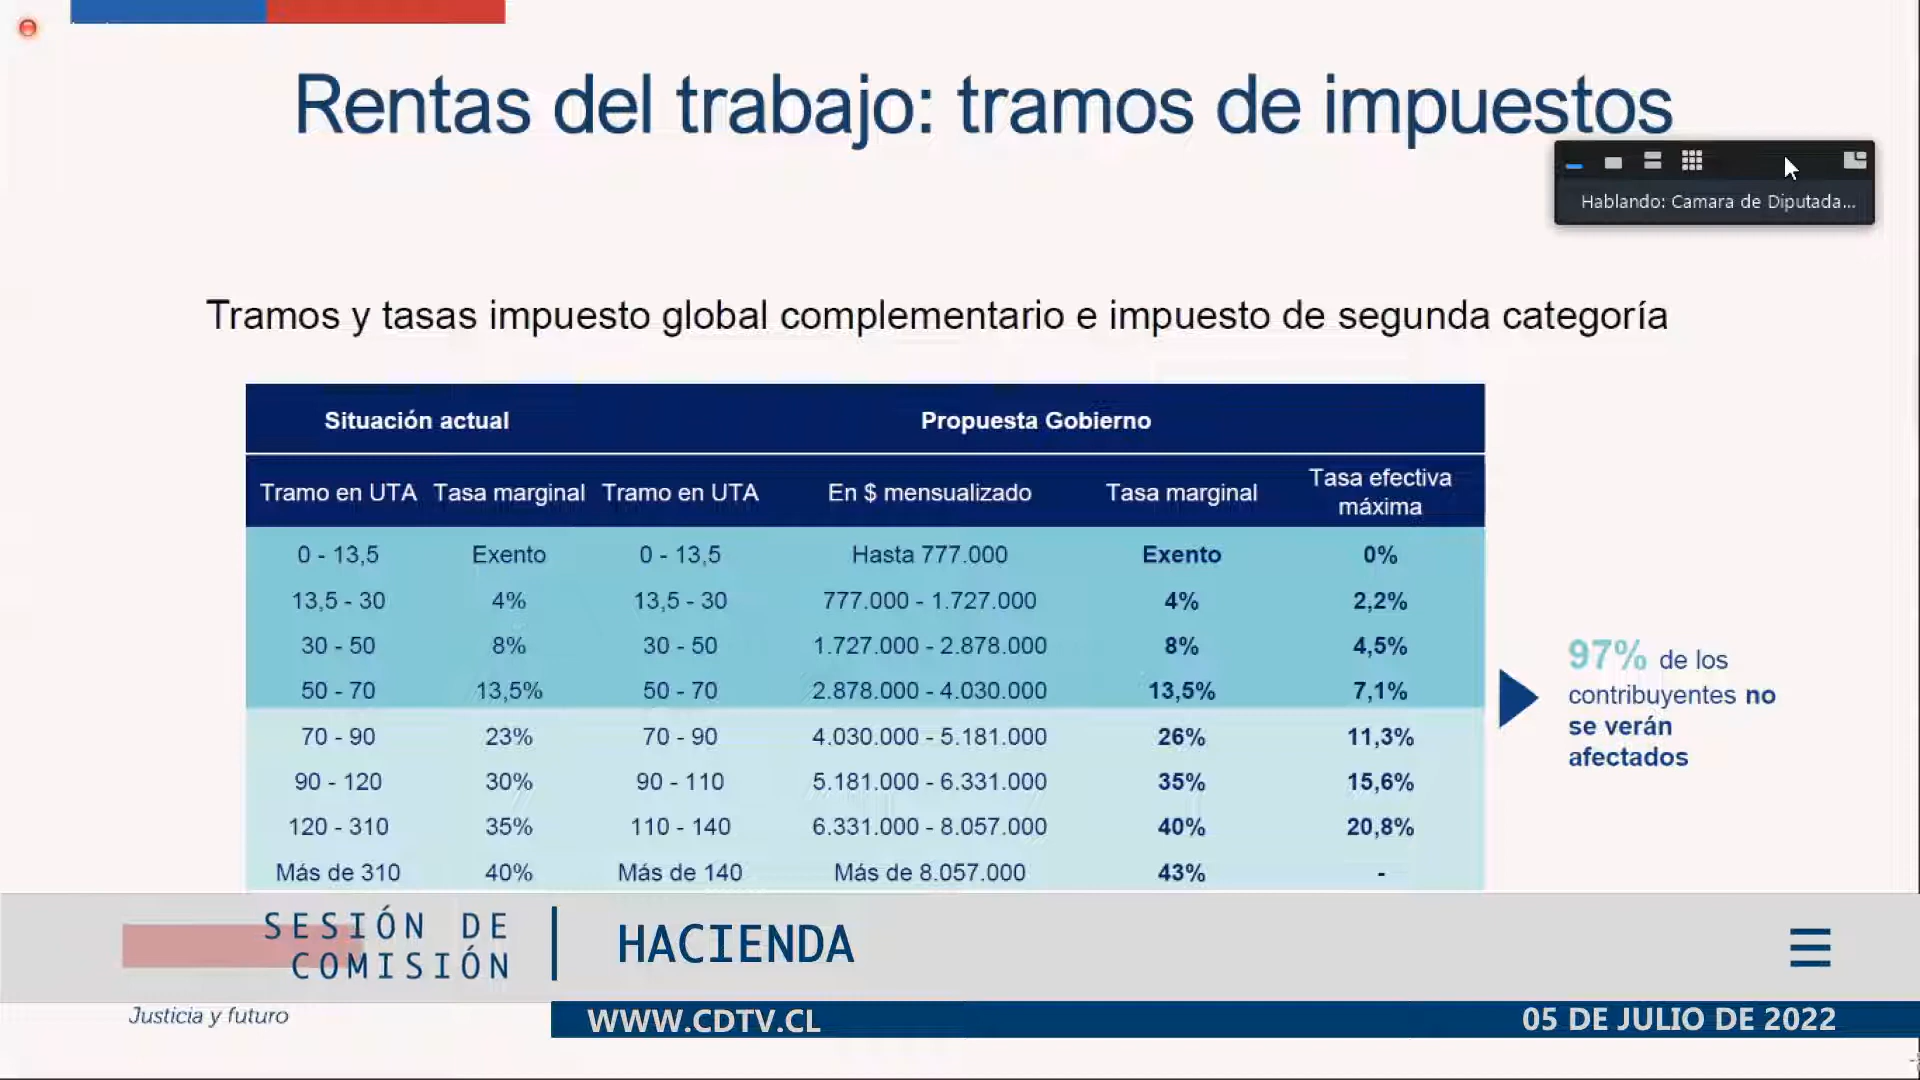 Rentas del trabajo: tramos de impuestos
Hablando: Camara de Diputada...
Tramos y tasas impuesto global complementario e impuesto de segunda categoría
Situación actual Propuesta Gobierno
Tramo en UTA Tasa marginal Tramo en UTA En $ mensualizado Tasa marginal Tasa efectiva máxima
0 - 13,5 Exento 0 - 13,5 Hasta 777.000 Exento 0%
13,5 - 30 4% 13,5 - 30 777.000 - 1.727.000 4% 2,2%
30 - 50 8% 30 - 50 1.727.000 - 2.878.000 8% 4,5%
50 - 70 13,5% 50 - 70 2.878.000 - 4.030.000 13,5% 7,1%
70 - 90 23% 70 - 90 4.030.000 - 5.181.000 26% 11,3%
90 - 120 30% 90 - 110 5.181.000 - 6.331.000 35% 15,6%
120 - 310 35% 110 - 140 6.331.000 - 8.057.000 40% 20,8%
Más de 310 40% Más de 140 Más de 8.057.000 43% -
97% de los
contribuyentes no
se verán
afectados
SESIÓN DE
COMISIÓN
HACIENDA
Justicia y futuro
WWW.CDTV.CL
05 DE JULIO DE 2022